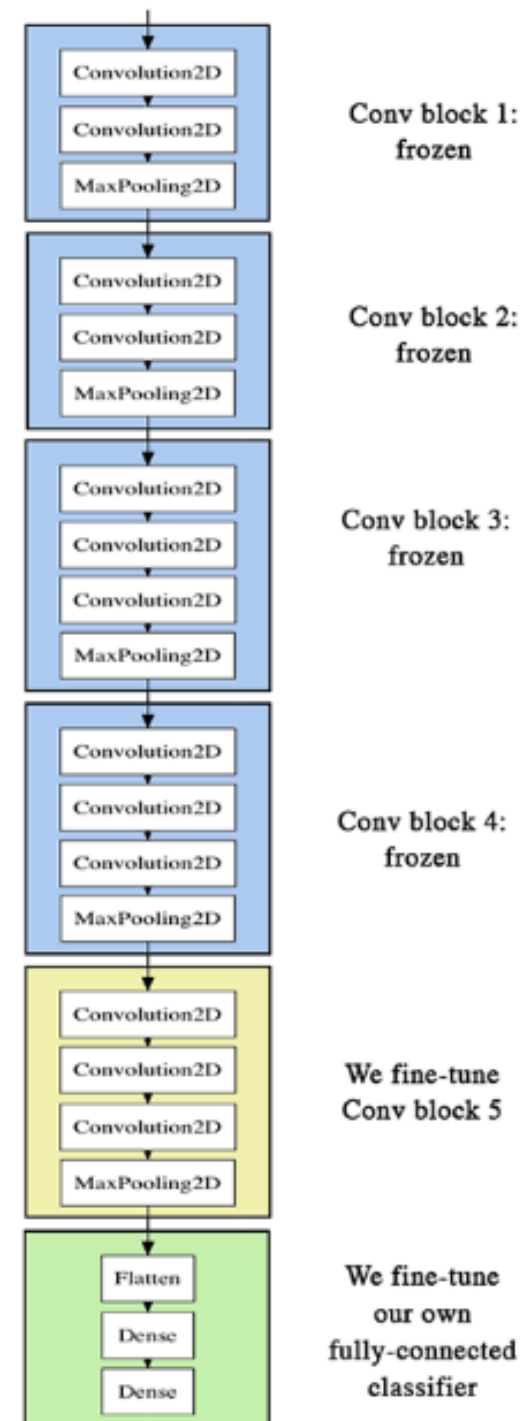 Convolution2D
Convolution2D
MaxPooling2D
Conv block 1:
frozen
Convolution2D
Convolution2D
MaxPooling2D
Conv block 2:
frozen
Convolution2D
Convolution2D
Convolution2D
MaxPooling2D
Conv block 3:
frozen
Convolution2D
Convolution2D
Convolution2D
MaxPooling2D
Conv block 4:
frozen
Convolution2D
Convolution2D
Convolution2D
MaxPooling2D
We fine-tune
Conv block 5
Flatten
Dense
Dense
We fine-tune
our own
fully-connected
classifier